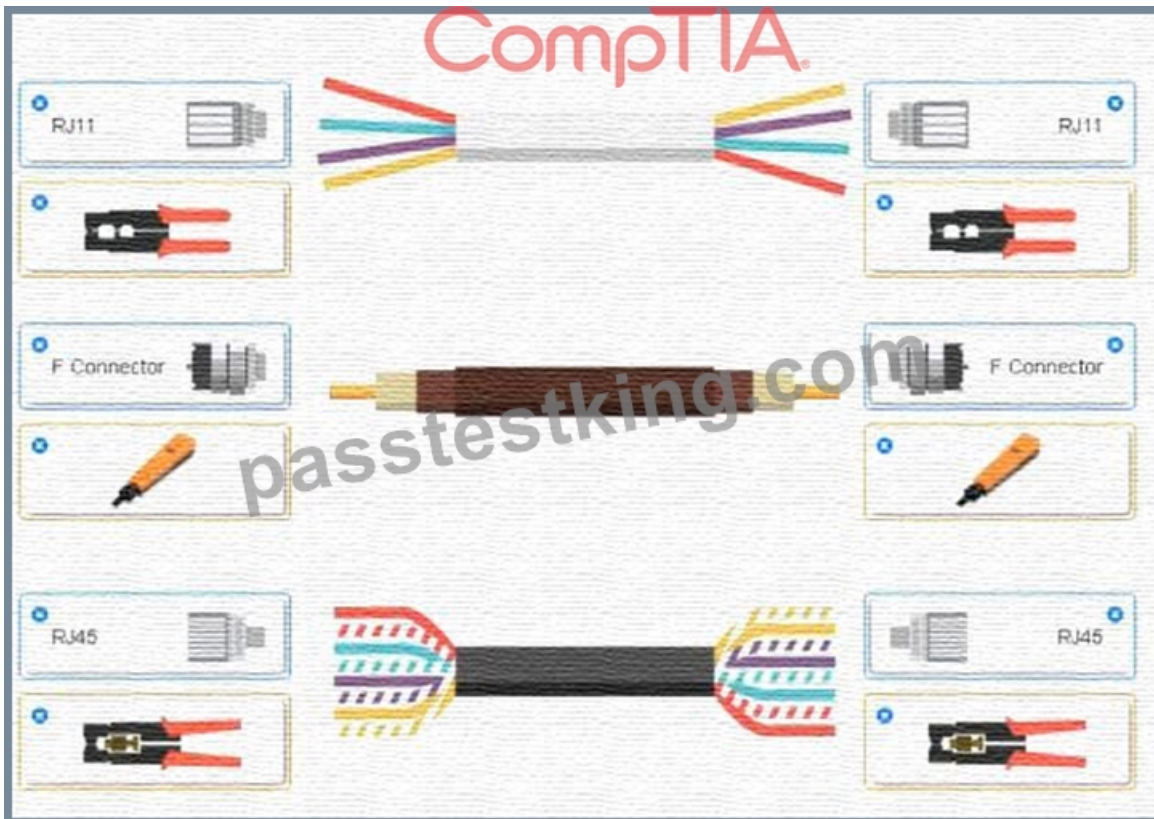 CompTIA.
RJ11
RJ11
F Connector
F Connector
passtestking.com
RJ45
RJ45